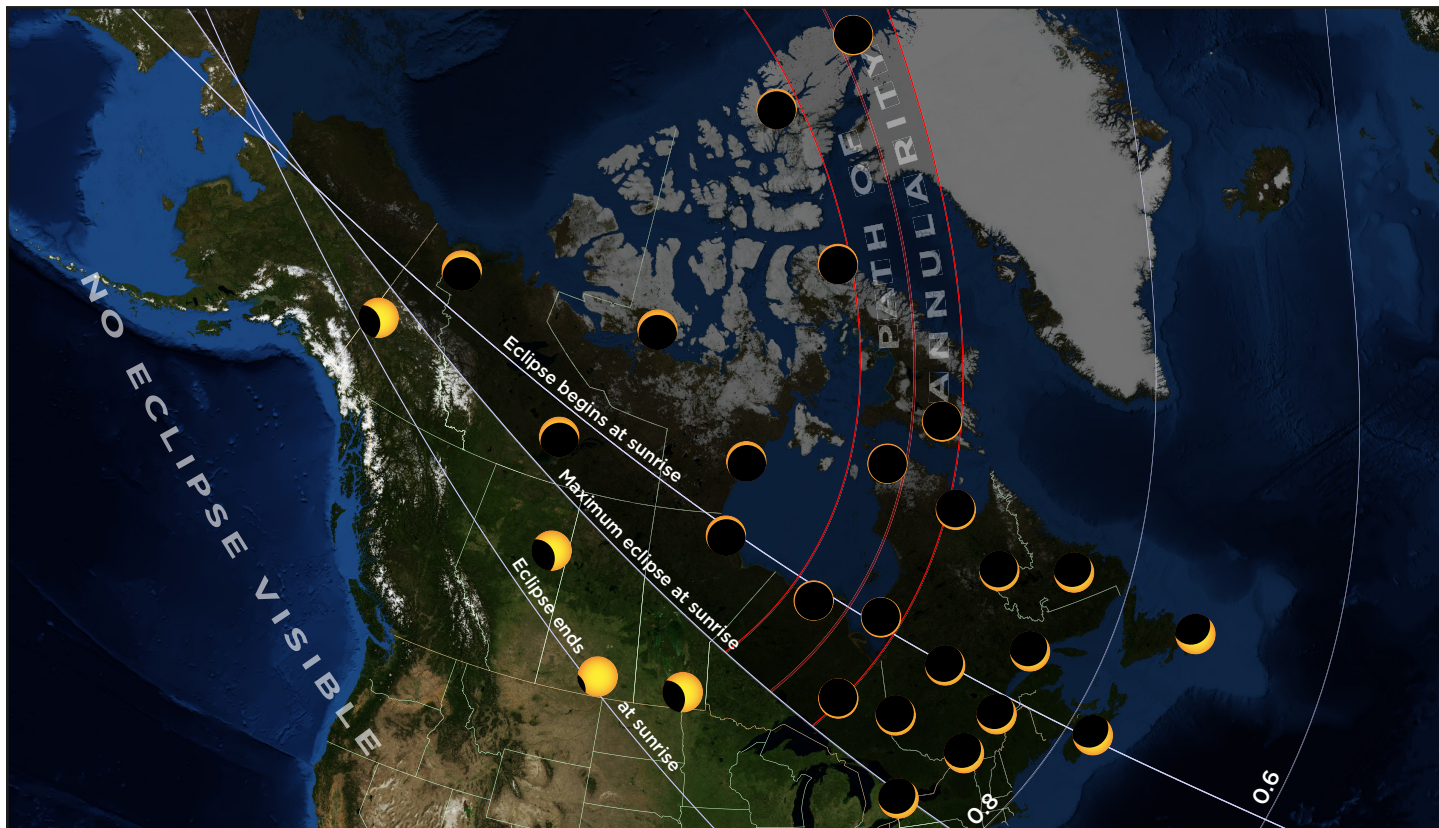 PATH OF
ANNULARITY
NO ECLIPSE VISIBLE
Eclipse begins at sunrise
Maximum eclipse at sunrise
Eclipse ends
at sunrise
0.8
0.6